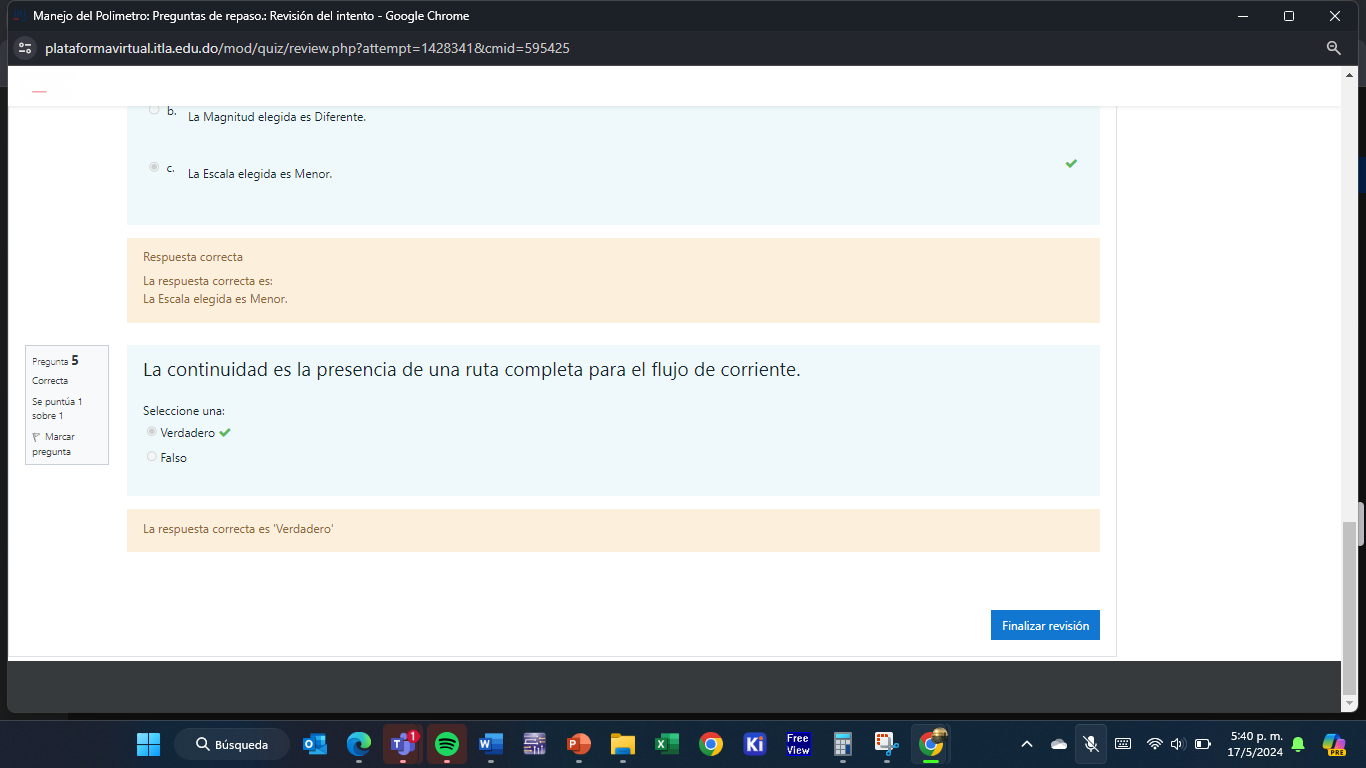 Manejo del Polimetro: Preguntas de repaso.: Revisión del intento - Google Chrome
plataformavirtual.itla.edu.do/mod/quiz/review.php?attempt=1428341&cmid=595425
b. La Magnitud elegida es Diferente.
c. La Escala elegida es Menor.
Respuesta correcta
La respuesta correcta es:
La Escala elegida es Menor.
Pregunta 5
Correcta
Se puntúa 1
sobre 1
Marcar
pregunta
La continuidad es la presencia de una ruta completa para el flujo de corriente.
Seleccione una:
Verdadero
Falso
La respuesta correcta es 'Verdadero'
Finalizar revisión
Búsqueda
1
Ki
Free
View
5:40 p. m.
17/5/2024
PRE